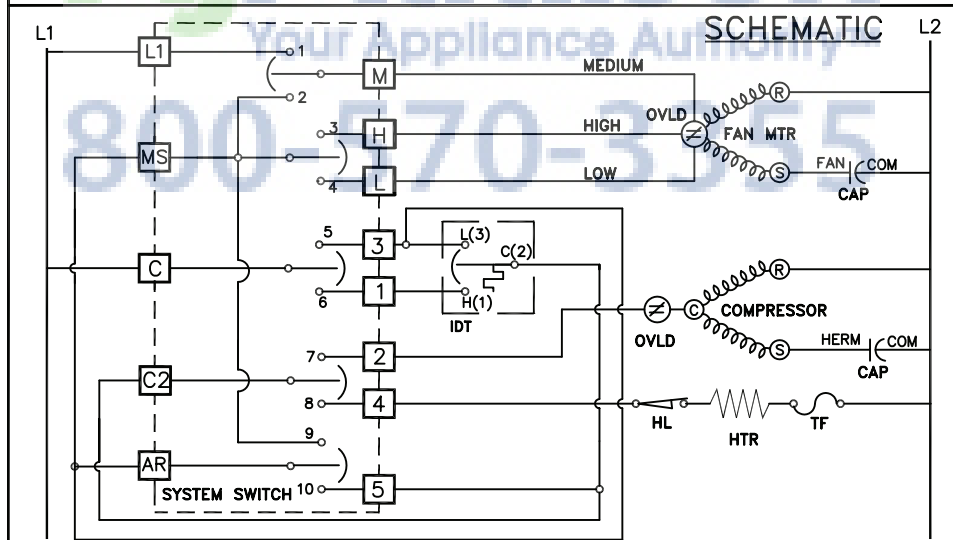 SCHEMATIC
L1
L2
Your Appliance Authority
800-570-3355
L1
1
M
MEDIUM
2
R
3
H
HIGH
OVLD
FAN MTR
MS
4
L
LOW
S
FAN
COM
CAP
5
3
L(3)
C(2)
C
6
1
H(1)
IDT
R
C
COMPRESSOR
OVLD
7
2
S
HERM
COM
CAP
C2
8
4
HL
HTR
TF
9
AR
SYSTEM SWITCH
10
5